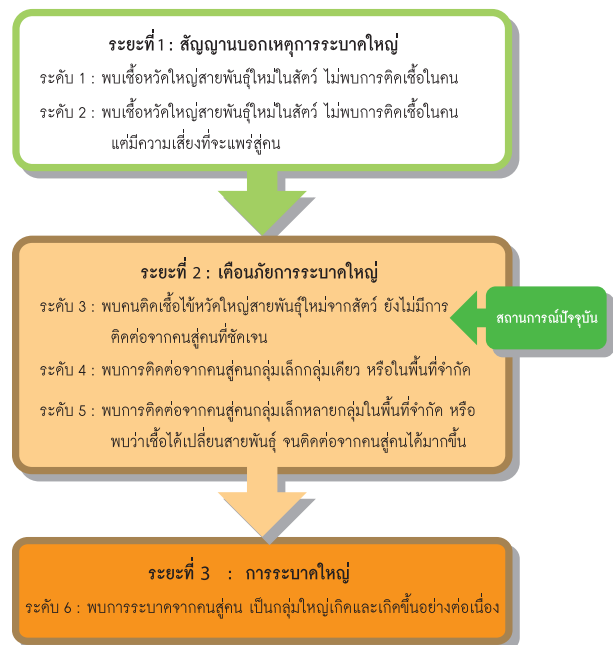 ระยะที่ 1 : สัญญานบอกเหตุการระบาดใหญ่
ระดับ 1 : พบเชื้อหวัดใหญ่สายพันธุ์ใหม่ในสัตว์ ไม่พบการติดเชื้อในคน
ระดับ 2 : พบเชื้อหวัดใหญ่สายพันธุ์ใหม่ในสัตว์ ไม่พบการติดเชื้อในคน
แต่มีความเสี่ยงที่จะแพร่สู่คน
ระยะที่ 2 : เตือนภัยการระบาดใหญ่
ระดับ 3 : พบคนติดเชื้อไข้หวัดใหญ่สายพันธุ์ใหม่จากสัตว์ ยังไม่มีการ
ติดต่อจากคนสู่คนที่ชัดเจน
สถานการณ์ปัจจุบัน
ระดับ 4 : พบการติดต่อจากคนสู่คนกลุ่มเล็กกลุ่มเดียว หรือในพื้นที่จำกัด
ระดับ 5 : พบการติดต่อจากคนสู่คนกลุ่มเล็กหลายกลุ่มในพื้นที่จำกัด หรือ
พบว่าเชื้อได้เปลี่ยนสายพันธุ์ จนติดต่อจากคนสู่คนได้มากขึ้น
ระยะที่ 3 : การระบาดใหญ่
ระดับ 6 : พบการระบาดจากคนสู่คน เป็นกลุ่มใหญ่เกิดและเกิดขึ้นอย่างต่อเนื่อง